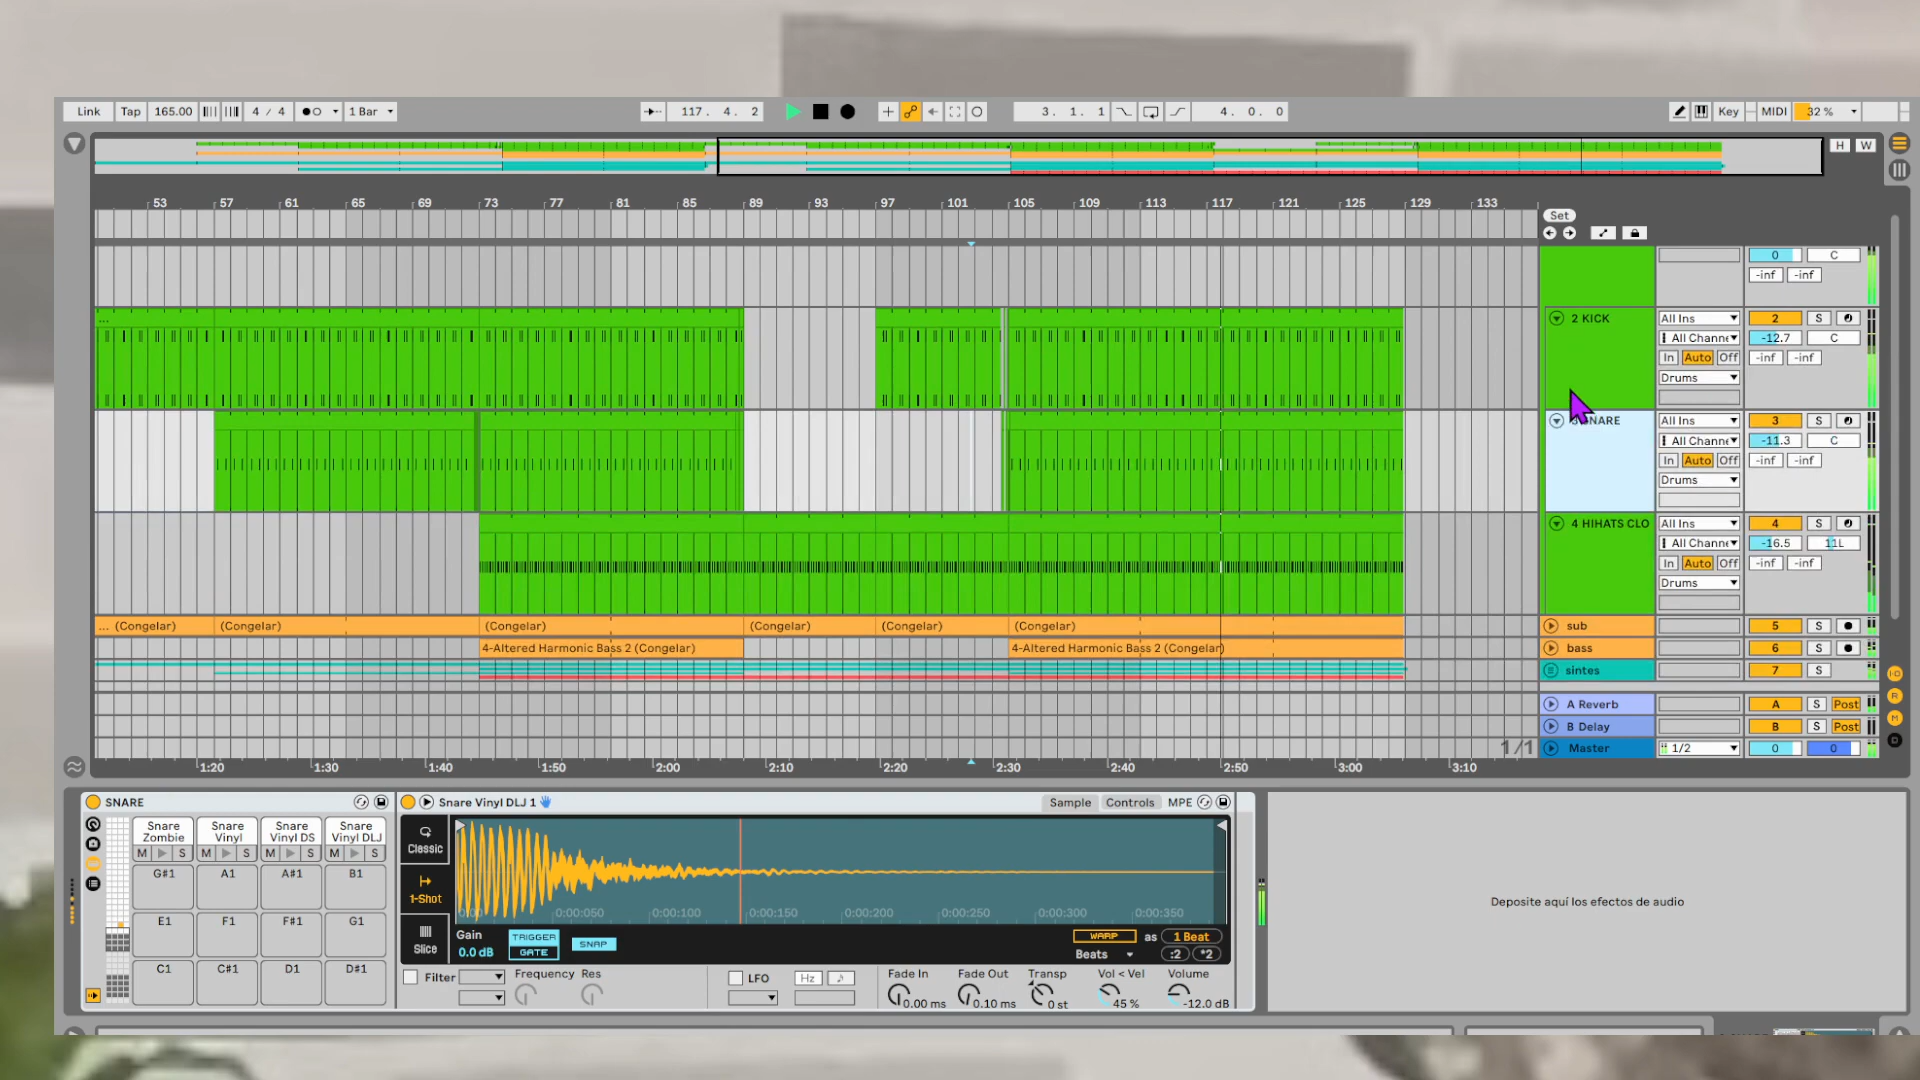 Link Tap 165.00 4 / 4 1 Bar 117. 4. 2 3. 1. 1 4. 0. 0 Key MIDI 32 %
H W
53 57 61 65 69 73 77 81 85 89 93 97 101 105 109 113 117 121 125 129 133
Set
0 C
-inf -inf
...
2 KICK All Ins 2 S
All Channe -12.7 C
In Auto Off -inf -inf
Drums
SNARE All Ins 3 S
All Channe -11.3 C
In Auto Off -inf -inf
Drums
4 HIHATS CLO All Ins 4 S
All Channe -16.5 11L
In Auto Off -inf -inf
Drums
... (Congelar) (Congelar) (Congelar) (Congelar) (Congelar) (Congelar) sub 5 S
4-Altered Harmonic Bass 2 (Congelar) 4-Altered Harmonic Bass 2 (Congelar) bass 6 S
sintes 7 S
I·O
R
A Reverb A S Post
M
B Delay B S Post
D
1/1 Master 1/2 0 0
1:20 1:30 1:40 1:50 2:00 2:10 2:20 2:30 2:40 2:50 3:00 3:10
SNARE
Snare Vinyl DLJ 1 Sample Controls MPE
Snare Zombie
Snare Vinyl
Snare Vinyl DS
Snare Vinyl DLJ
M S M S M S M S
G#1 A1 A#1 B1
E1 F1 F#1 G1
C1 C#1 D1 D#1
Classic
1-Shot
Slice
0:00 0:00:050 0:00:100 0:00:150 0:00:200 0:00:250 0:00:300 0:00:350
Gain TRIGGER SNAP WARP as 1 Beat
0.0 dB GATE Beats :2 *2
Filter Frequency Res LFO Hz Fade In Fade Out Transp Vol < Vel Volume
0.00 ms 0.10 ms 0 st 45 % -12.0 dB
Deposite aquí los efectos de audio